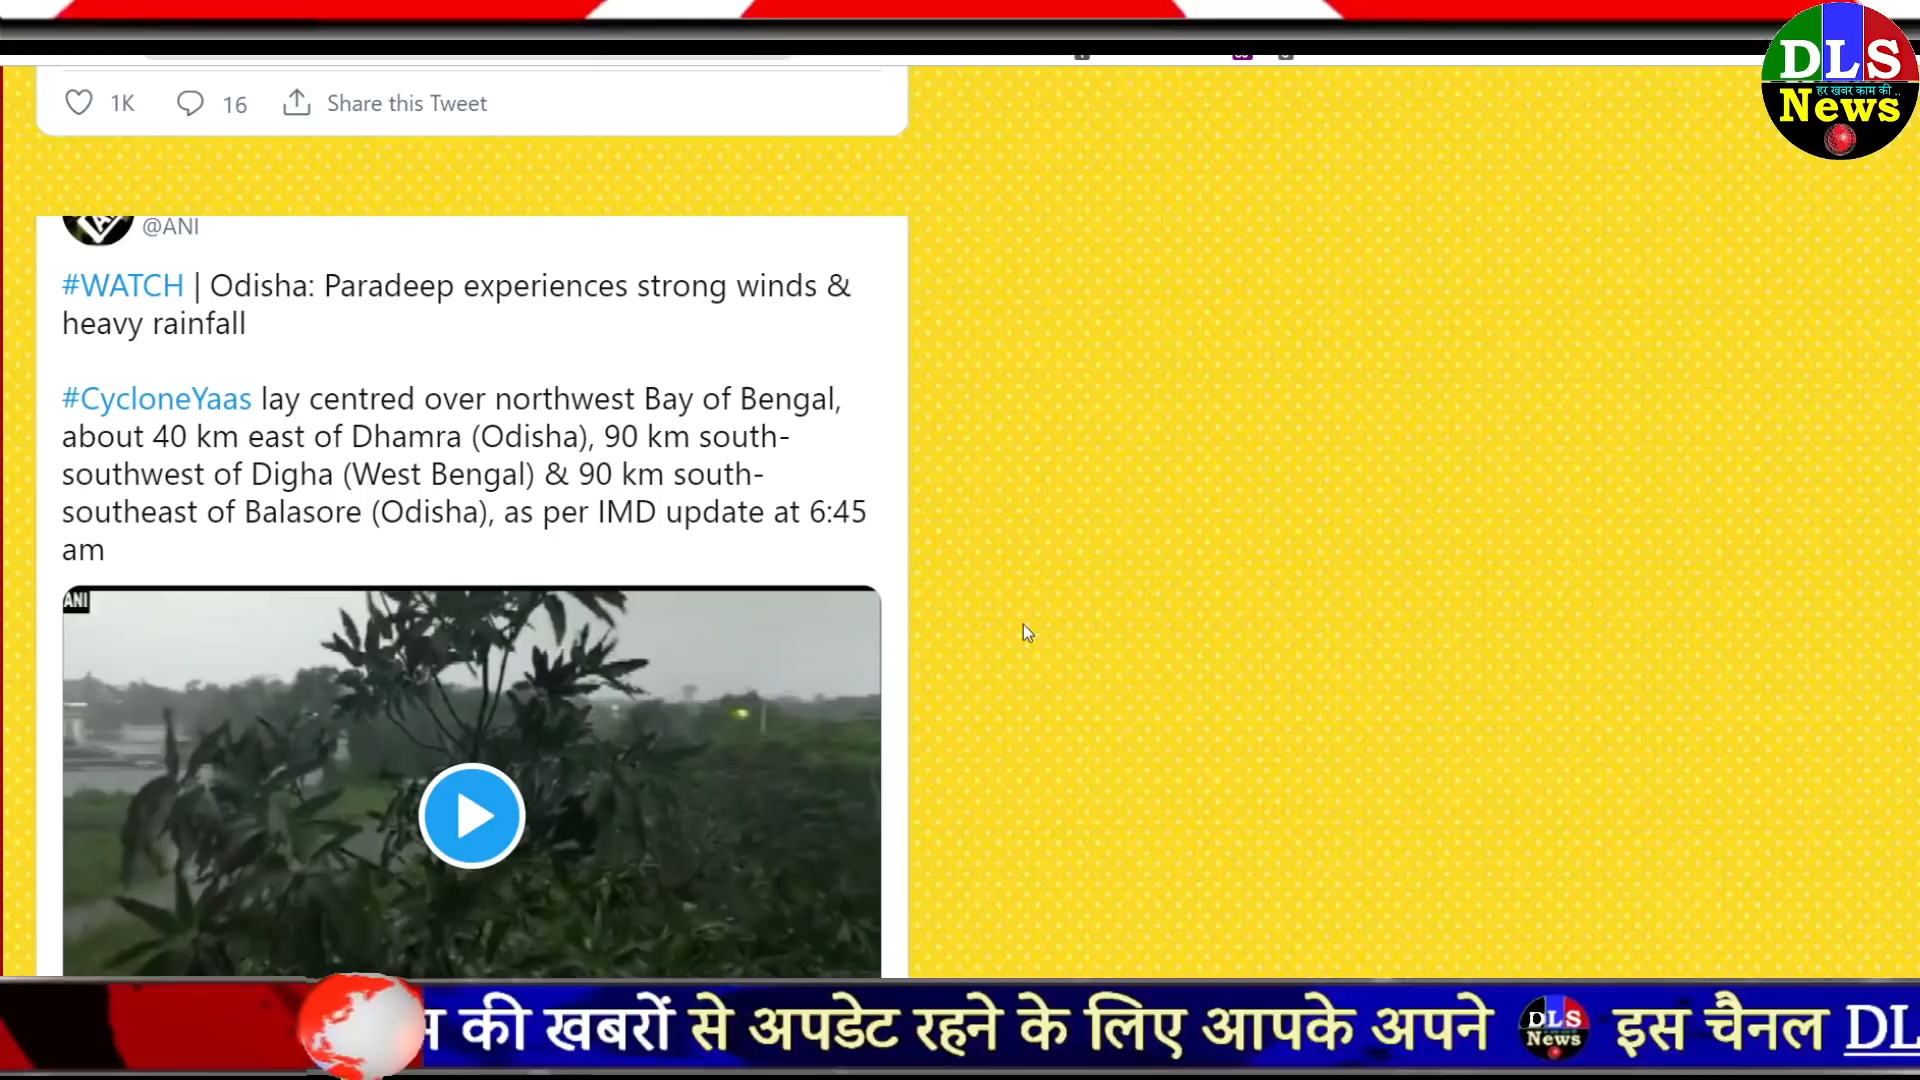 DLS
हर खबर काम की ..
News
1K
16
Share this Tweet
@ANI
#WATCH | Odisha: Paradeep experiences strong winds &
heavy rainfall
#CycloneYaas lay centred over northwest Bay of Bengal,
about 40 km east of Dhamra (Odisha), 90 km south-
southwest of Digha (West Bengal) & 90 km south-
southeast of Balasore (Odisha), as per IMD update at 6:45
am
ANI
की खबरों से अपडेट रहने के लिए आपके अपने DLS News इस चैनल DL